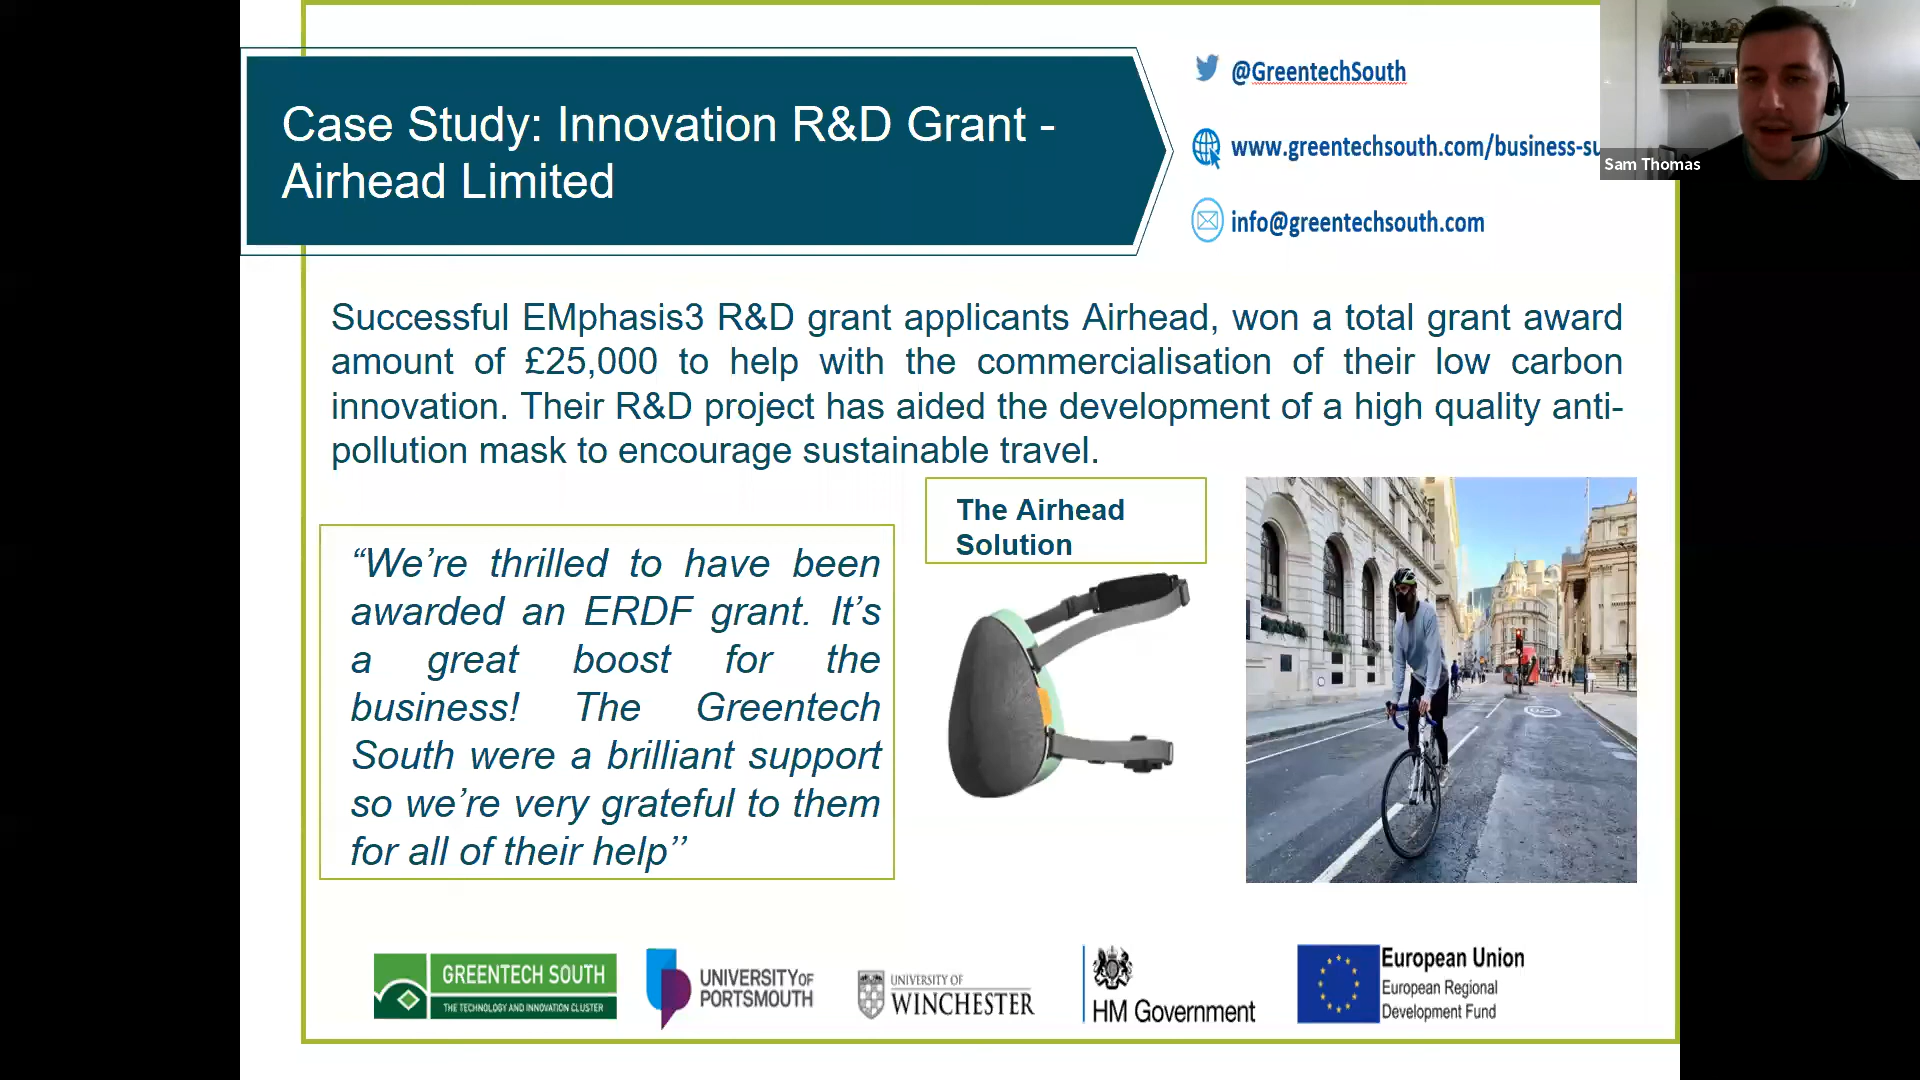 Case Study: Innovation R&D Grant -
Airhead Limited
@GreentechSouth
www.greentechsouth.com/business-su
info@greentechsouth.com
Sam Thomas
Successful EMphasis3 R&D grant applicants Airhead, won a total grant award
amount of £25,000 to help with the commercialisation of their low carbon
innovation. Their R&D project has aided the development of a high quality anti-
pollution mask to encourage sustainable travel.
“We’re thrilled to have been
awarded an ERDF grant. It’s
a great boost for the
business! The Greentech
South were a brilliant support
so we’re very grateful to them
for all of their help’’
The Airhead
Solution
GREENTECH SOUTH
THE TECHNOLOGY AND INNOVATION CLUSTER
UNIVERSITY OF
PORTSMOUTH
UNIVERSITY OF
WINCHESTER
HM Government
European Union
European Regional
Development Fund